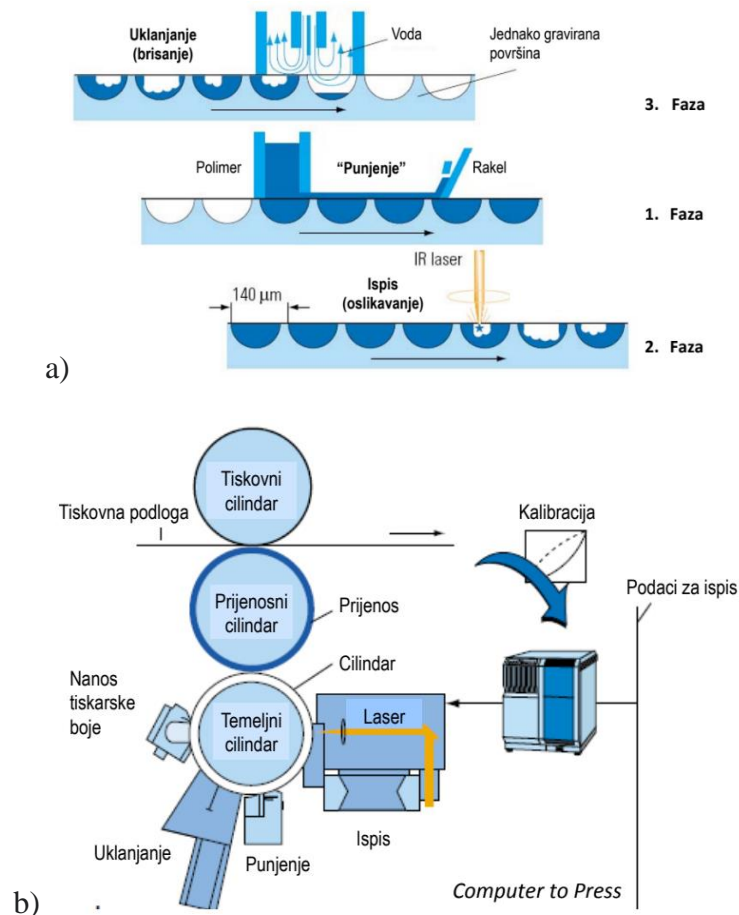 Uklanjanje
(brisanje)
Voda
Jednako gravirana
površina
3. Faza
Polimer
“Punjenje”
Rakel
1. Faza
IR laser
140 µm
Ispis
(oslikavanje)
2. Faza
a)
Tiskovni
cilindar
Tiskovna podloga
Kalibracija
Podaci za ispis
Prijenosni
cilindar
Prijenos
Cilindar
Nanos
tiskarske
boje
Temeljni
cilindar
Laser
Ispis
Uklanjanje
Punjenje
Computer to Press
b)